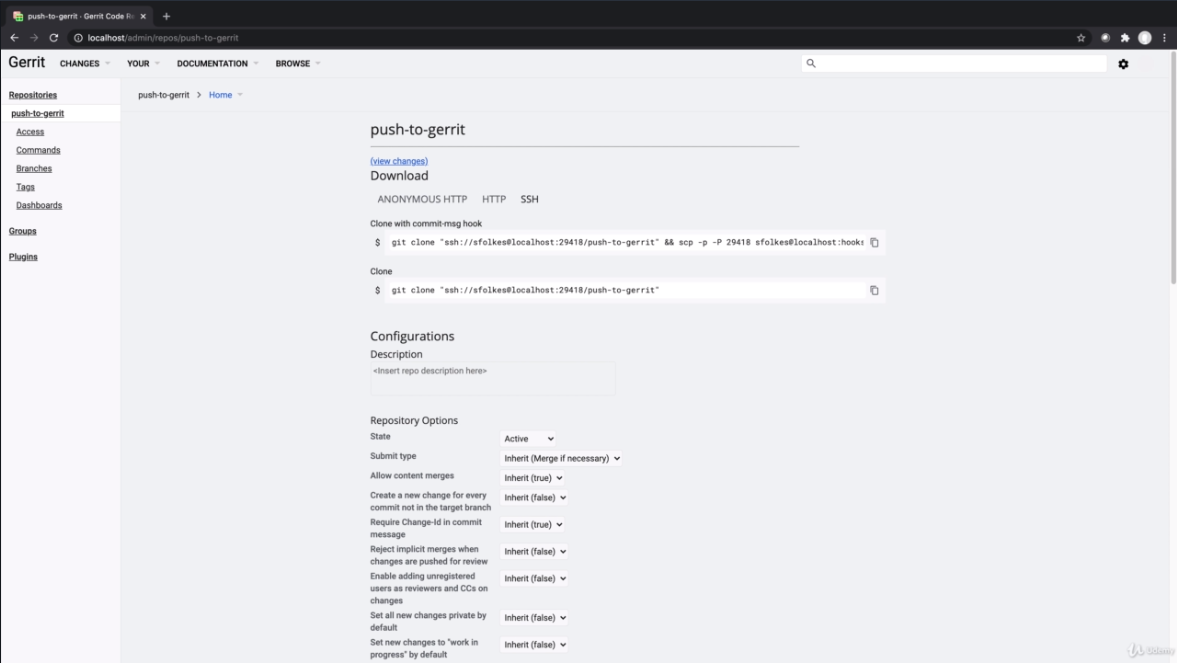 push-to-gerrit · Gerrit Code Re
localhost/admin/repos/push-to-gerrit
Gerrit CHANGES YOUR DOCUMENTATION BROWSE
Repositories
push-to-gerrit
Access
Commands
Branches
Tags
Dashboards
Groups
Plugins
push-to-gerrit > Home
push-to-gerrit
(view changes)
Download
ANONYMOUS HTTP HTTP SSH
Clone with commit-msg hook
$ git clone "ssh://sfolkes@localhost:29418/push-to-gerrit" && scp -p -P 29418 sfolkes@localhost:hooks
Clone
$ git clone "ssh://sfolkes@localhost:29418/push-to-gerrit"
Configurations
Description
<Insert repo description here>
Repository Options
State Active
Submit type Inherit (Merge if necessary)
Allow content merges Inherit (true)
Create a new change for every
commit not in the target branch Inherit (false)
Require Change-Id in commit
message Inherit (true)
Reject implicit merges when
changes are pushed for review Inherit (false)
Enable adding unregistered
users as reviewers and CCs on
changes Inherit (false)
Set all new changes private by
default Inherit (false)
Set new changes to "work in
progress" by default Inherit (false)
Udemy